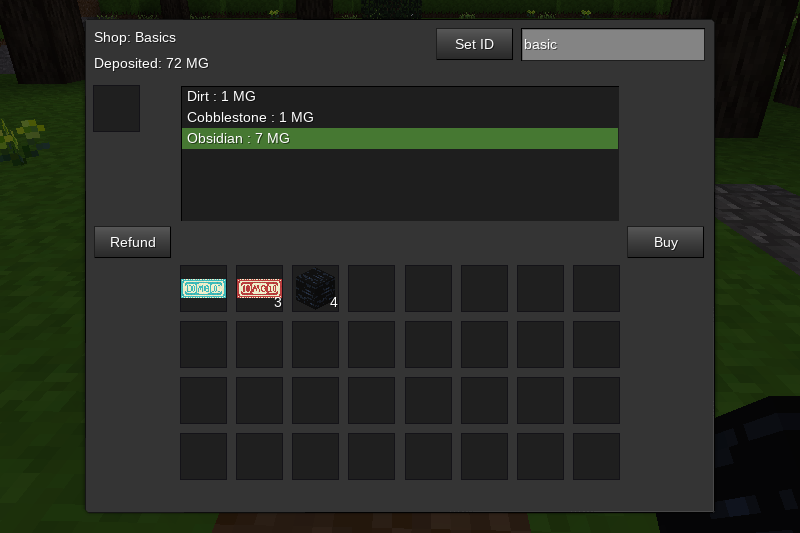 Shop: Basics
Set ID
basic
Deposited: 72 MG
Dirt : 1 MG
Cobblestone : 1 MG
Obsidian : 7 MG
Refund
Buy
3
4